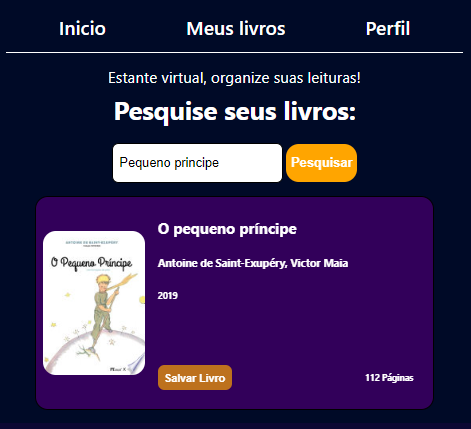 Inicio
Meus livros
Perfil
Estante virtual, organize suas leituras!
Pesquise seus livros:
Pequeno principe
Pesquisar
ANTOINE DE SAINT-EXUPÉRY
O Pequeno Príncipe
O pequeno príncipe
Antoine de Saint-Exupéry, Victor Maia
2019
Salvar Livro
112 Páginas